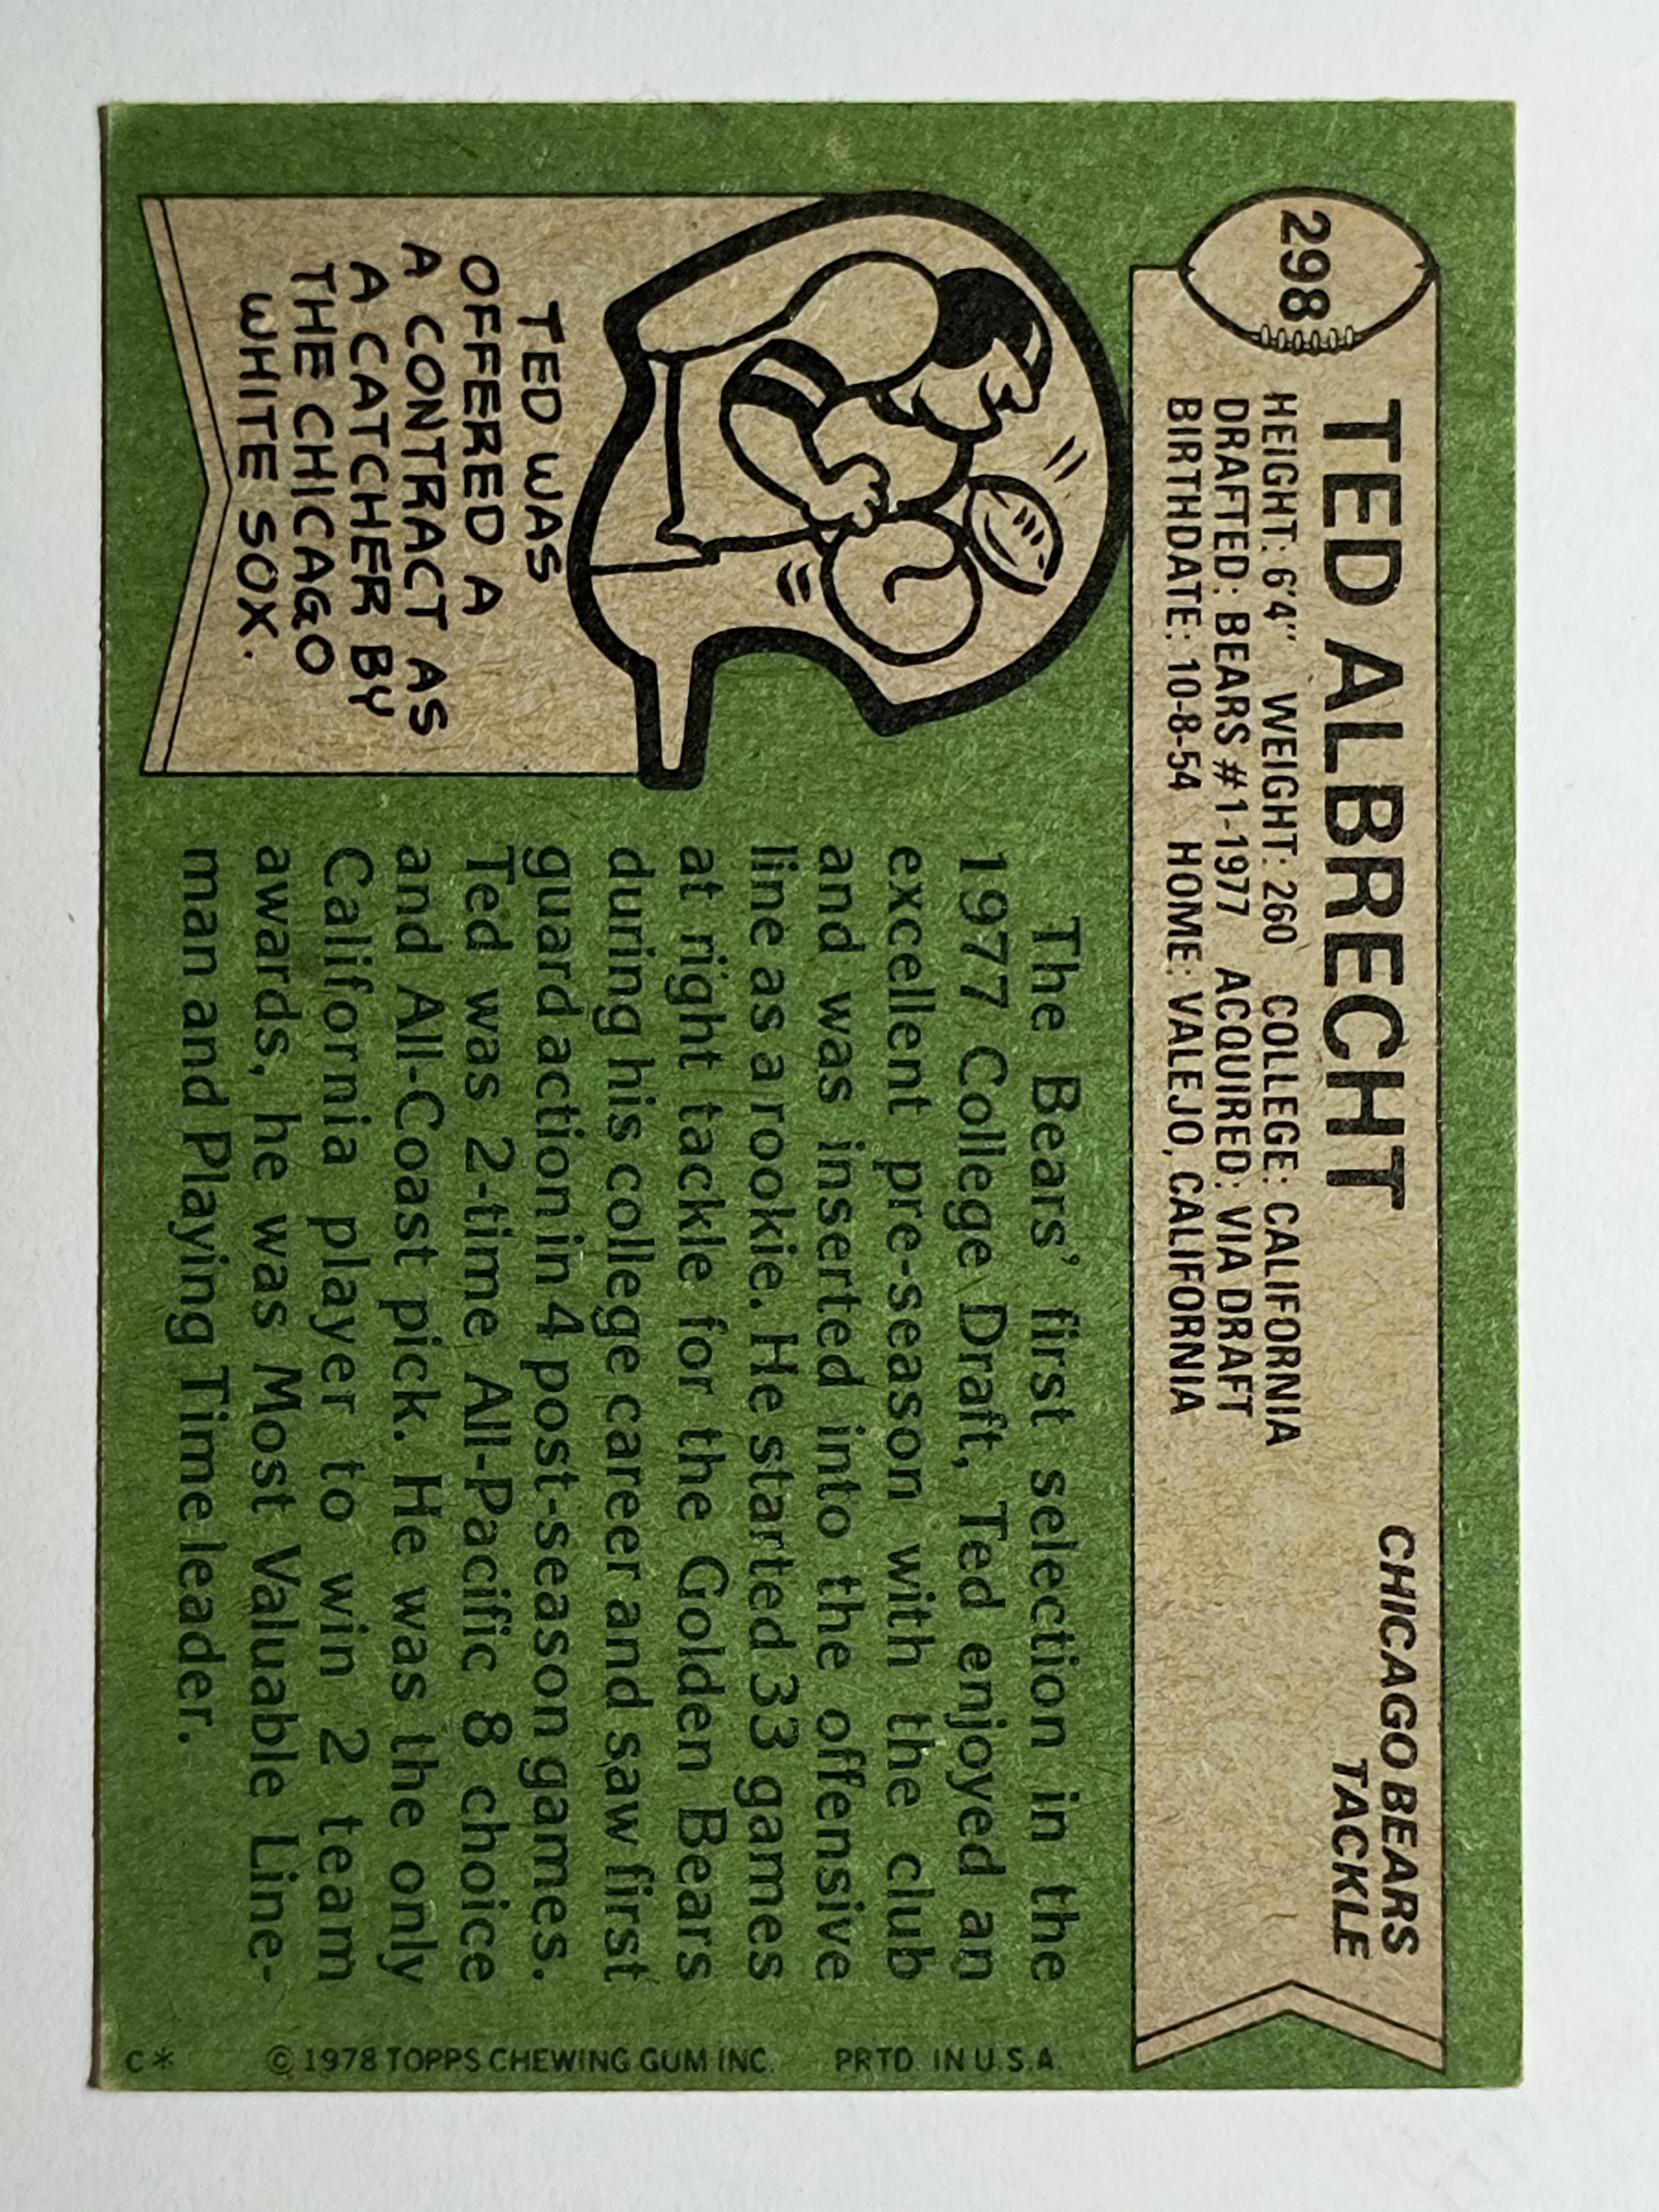 298
TED ALBRECHT
CHICAGO BEARS
TACKLE
HEIGHT: 6'4" WEIGHT: 260 COLLEGE: CALIFORNIA
DRAFTED: BEARS #1-1977 ACQUIRED: VIA DRAFT
BIRTHDATE: 10-8-54 HOME: VALEJO, CALIFORNIA
TED WAS
OFFERED A
A CONTRACT AS
A CATCHER BY
THE CHICAGO
WHITE SOX.
The Bears' first selection in the
1977 College Draft, Ted enjoyed an
excellent pre-season with the club
and was inserted into the offensive
line as a rookie. He started 33 games
at right tackle for the Golden Bears
during his college career and saw first
guard action in 4 post-season games.
Ted was 2-time All-Pacific 8 choice
and All-Coast pick. He was the only
California player to win 2 team
awards, he was Most Valuable Line-
man and Playing Time leader.
C* © 1978 TOPPS CHEWING GUM INC. PRTD. IN U.S.A.